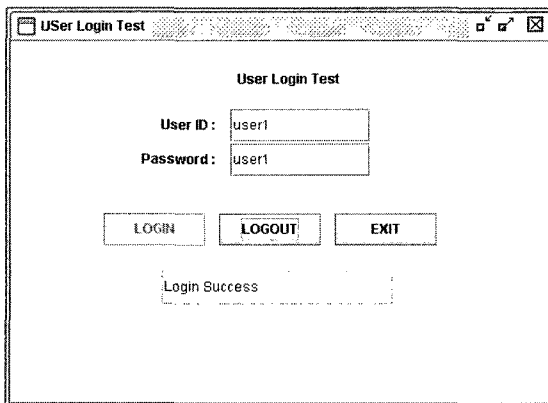 USer Login Test
User Login Test
User ID : user1
Password : user1
LOGIN LOGOUT EXIT
Login Success